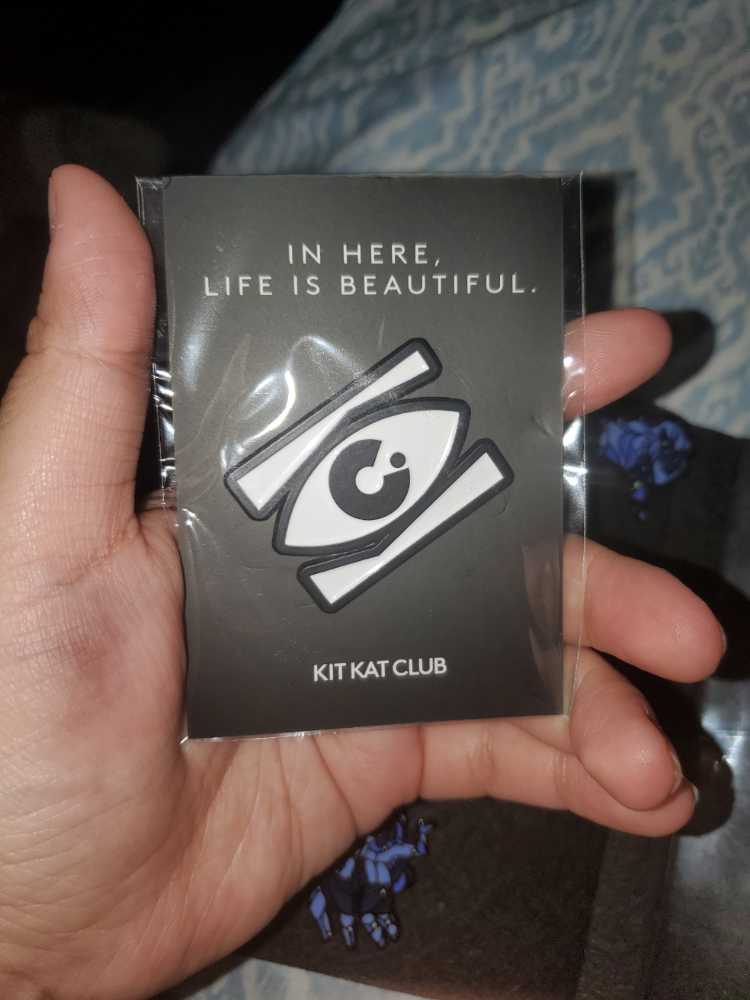 IN HERE,
LIFE IS BEAUTIFUL.
KIT KAT CLUB